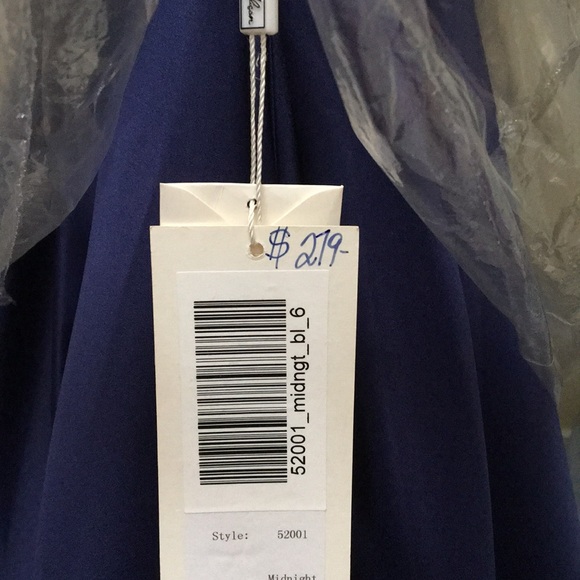 $ 279-
52001_midngt_bl_6
Style: 52001
Midnight